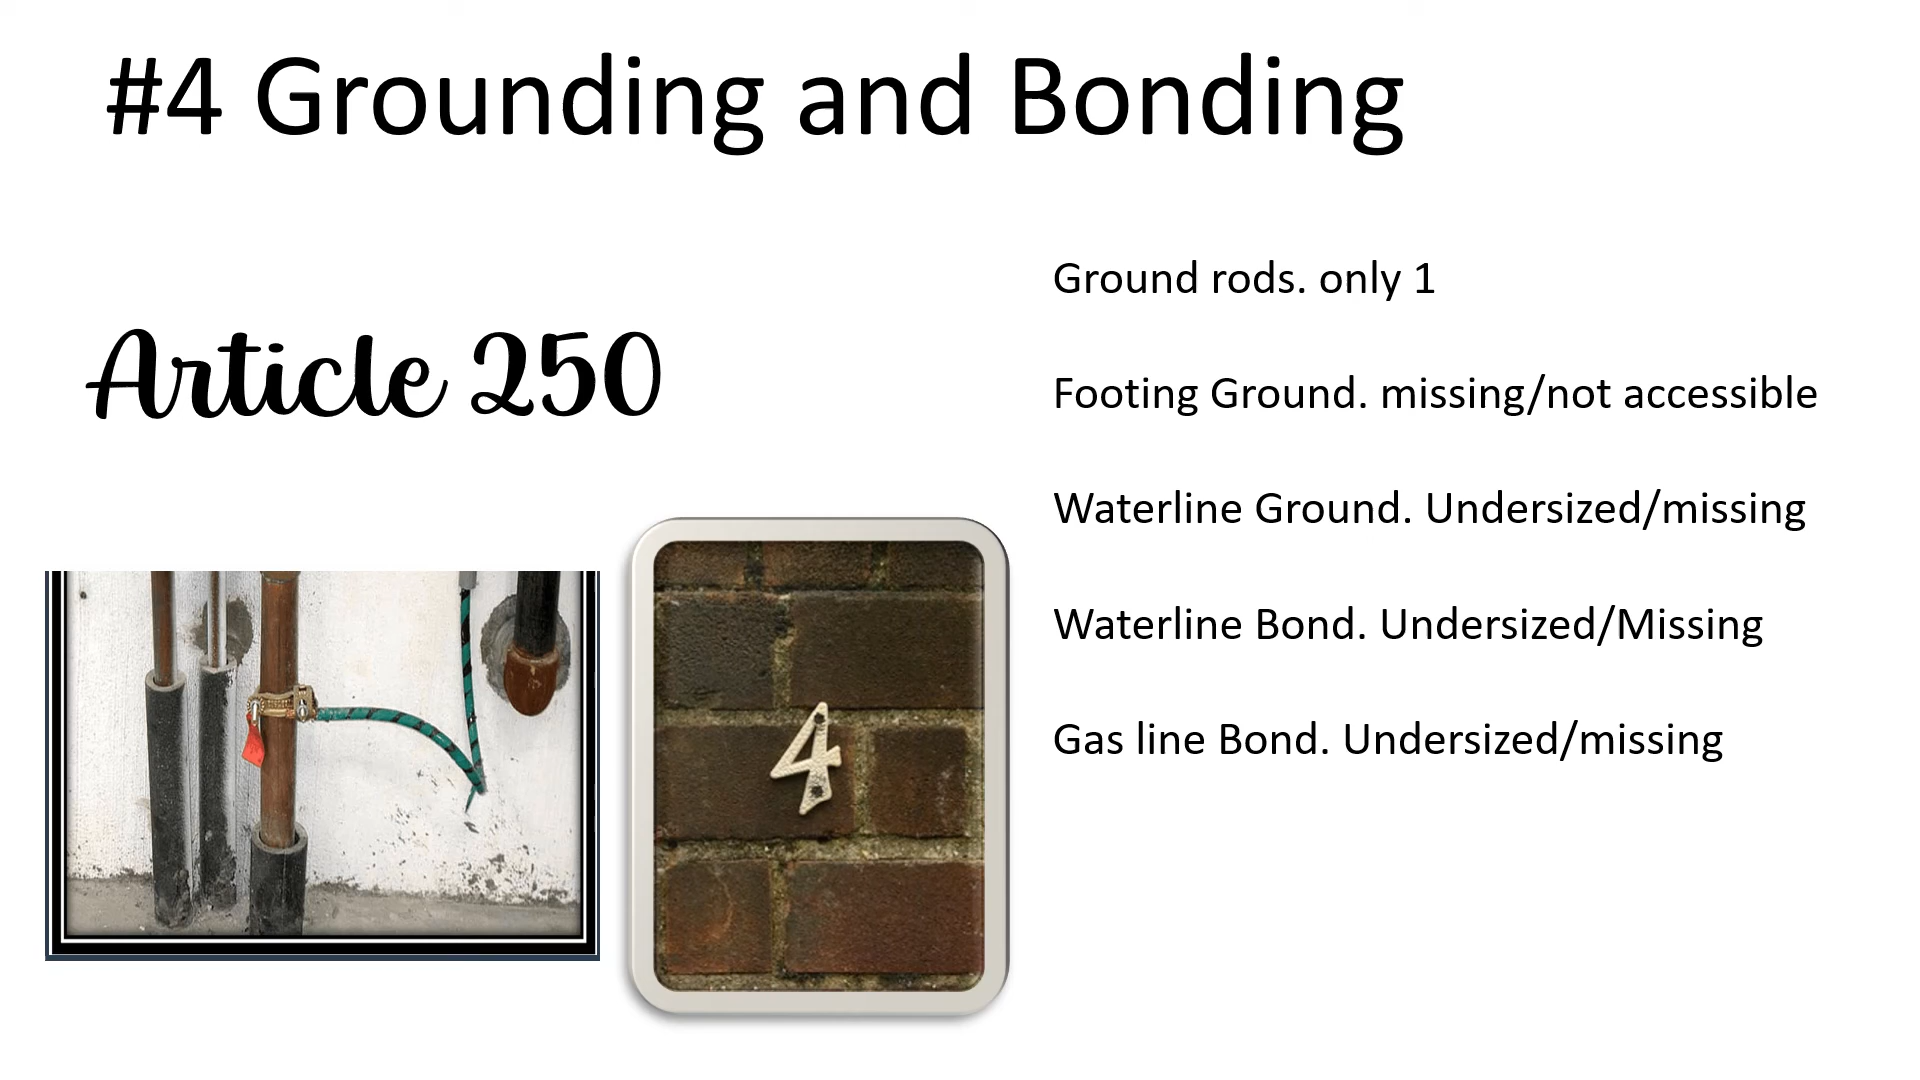 #4 Grounding and Bonding
Article 250
Ground rods. only 1
Footing Ground. missing/not accessible
Waterline Ground. Undersized/missing
Waterline Bond. Undersized/Missing
Gas line Bond. Undersized/missing
4